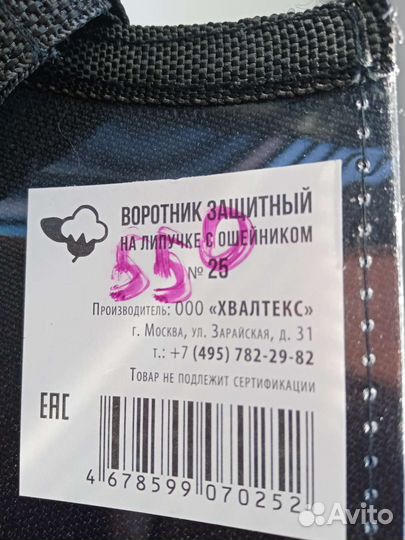 ВОРОТНИК ЗАЩИТНЫЙ
НА ЛИПУЧКЕ С ОШЕЙНИКОМ
№ 25
550
Производитель: ООО «ХВАЛТЕКС»
г. Москва, ул. Зарайская, д. 31
т.: +7 (495) 782-29-82
Товар не подлежит сертификации
EAC
4 678599 070252
Avito